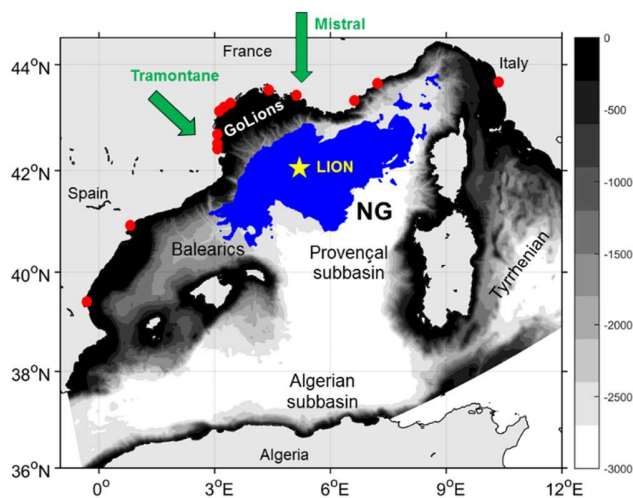 Mistral
France
Tramontane
Italy
GoLions
LION
Spain
NG
Balearics
Provençal
subbasin
Tyrrhenian
Algerian
subbasin
Algeria
44°N
42°N
40°N
38°N
36°N
0°
3°E
6°E
9°E
12°E
0
-500
-1000
-1500
-2000
-2500
-3000